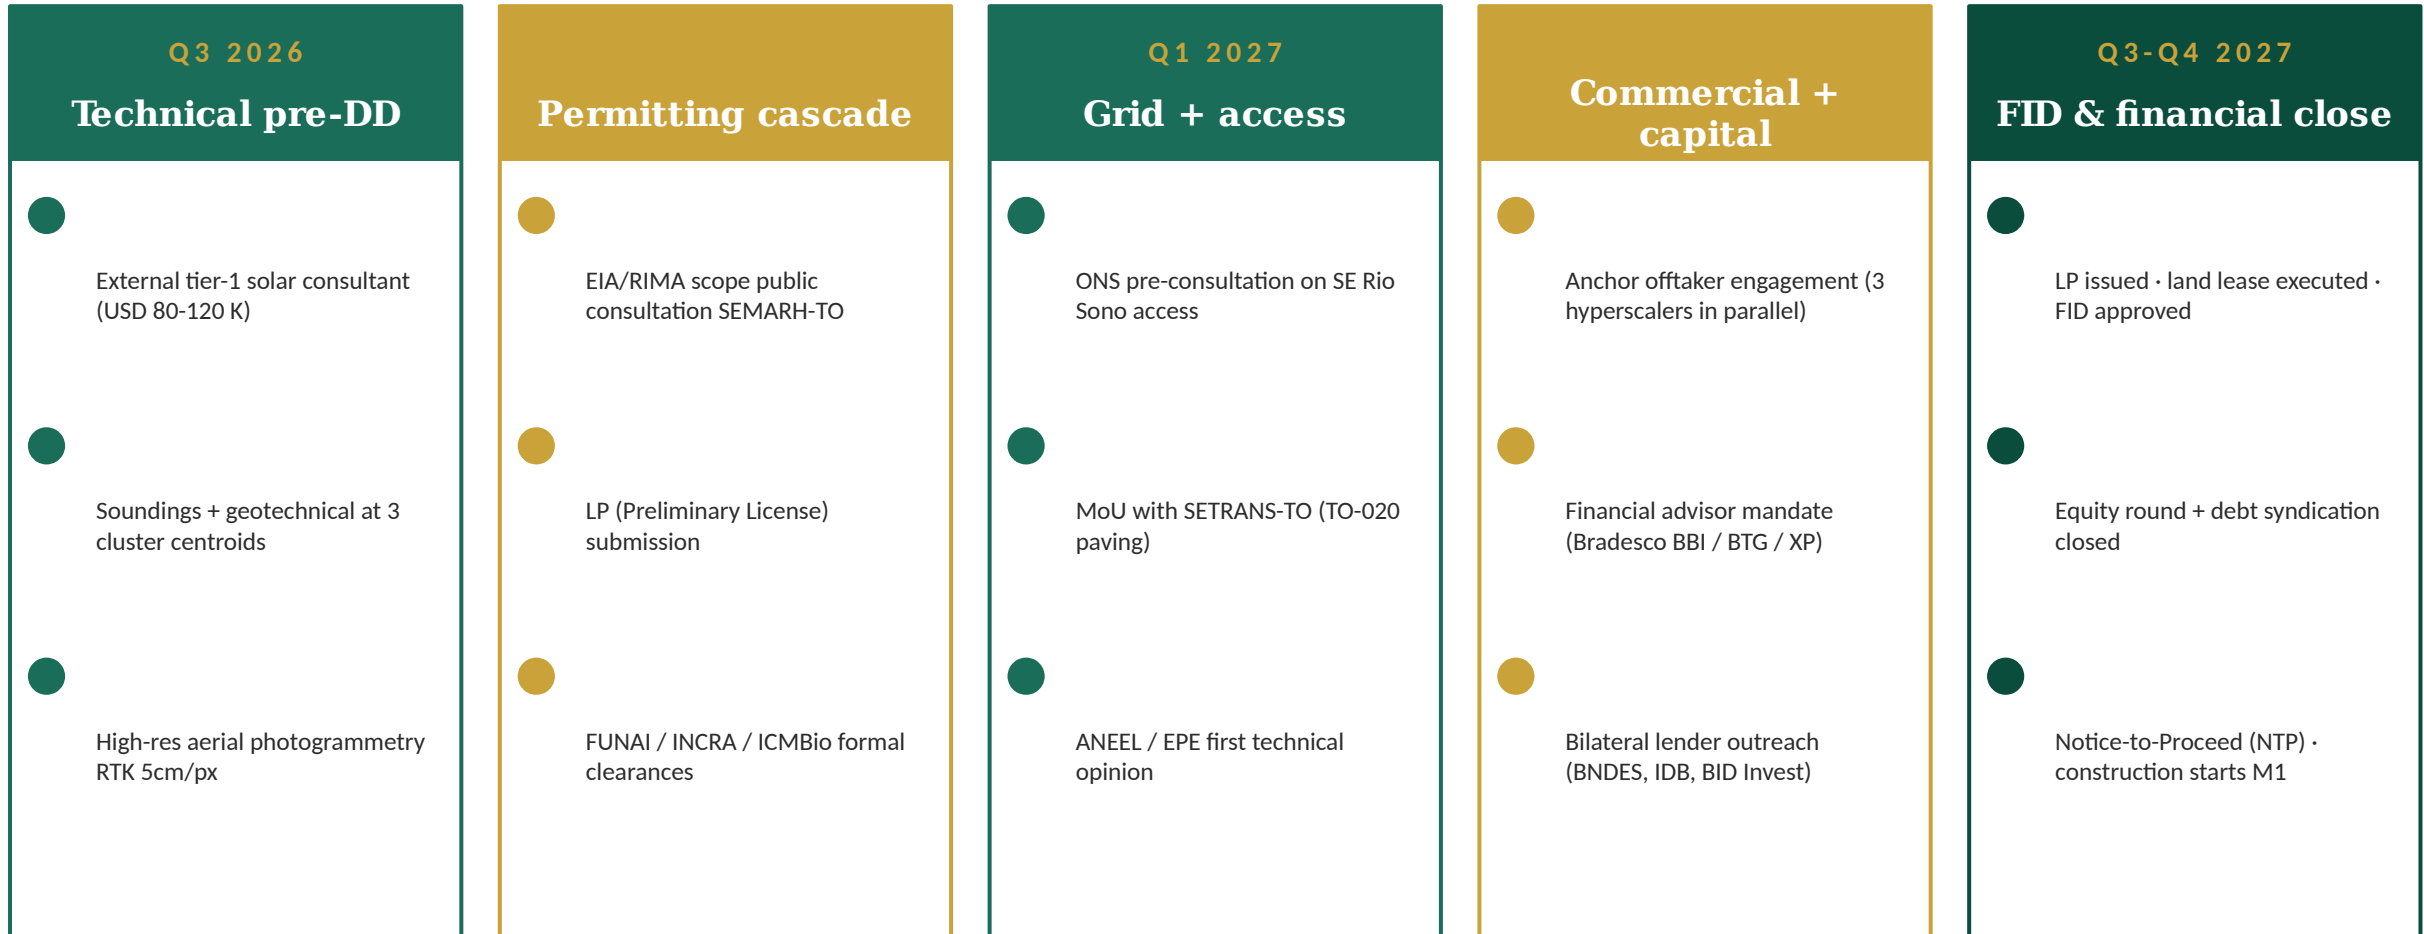 Q3 2026
Technical pre-DD
External tier-1 solar consultant
(USD 80-120 K)
Soundings + geotechnical at 3
cluster centroids
High-res aerial photogrammetry
RTK 5cm/px
Permitting cascade
EIA/RIMA scope public
consultation SEMARH-TO
LP (Preliminary License)
submission
FUNAI / INCRA / ICMBio formal
clearances
Q1 2027
Grid + access
ONS pre-consultation on SE Rio
Sono access
MoU with SETRANS-TO (TO-020
paving)
ANEEL / EPE first technical
opinion
Commercial +
capital
Anchor offtaker engagement (3
hyperscalers in parallel)
Financial advisor mandate
(Bradesco BBI / BTG / XP)
Bilateral lender outreach
(BNDES, IDB, BID Invest)
Q3-Q4 2027
FID & financial close
LP issued · land lease executed ·
FID approved
Equity round + debt syndication
closed
Notice-to-Proceed (NTP) ·
construction starts M1